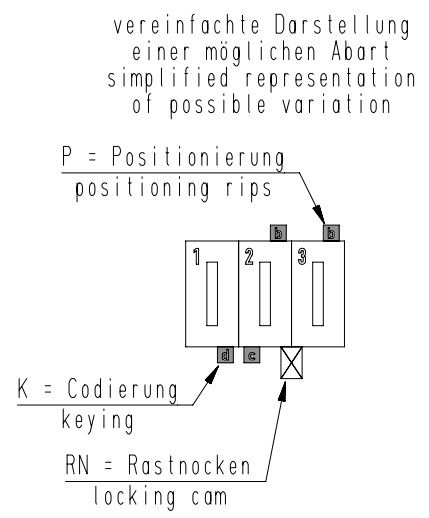 vereinfachte Darstellung
einer möglichen Abart
simplified representation
of possible variation
P = Positionierung
positioning rips
b b
1 2 3
d c
K = Codierung
keying
RN = Rastnocken
locking cam